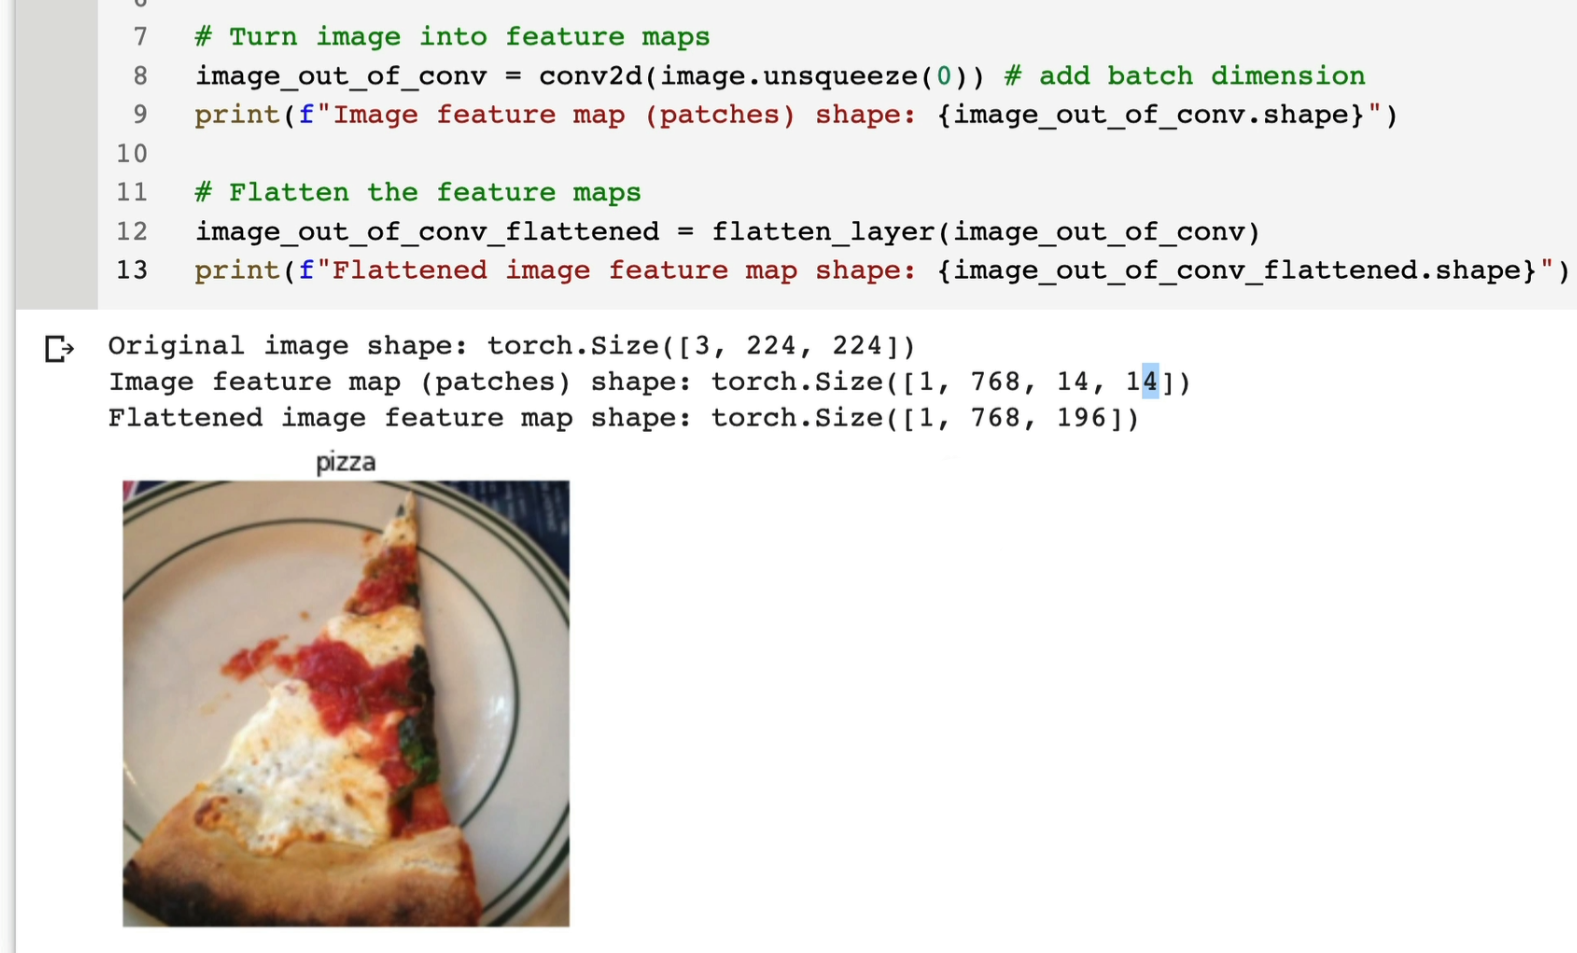 7 # Turn image into feature maps
8 image_out_of_conv = conv2d(image.unsqueeze(0)) # add batch dimension
9 print(f"Image feature map (patches) shape: {image_out_of_conv.shape}")
10
11 # Flatten the feature maps
12 image_out_of_conv_flattened = flatten_layer(image_out_of_conv)
13 print(f"Flattened image feature map shape: {image_out_of_conv_flattened.shape}")
Original image shape: torch.Size([3, 224, 224])
Image feature map (patches) shape: torch.Size([1, 768, 14, 14])
Flattened image feature map shape: torch.Size([1, 768, 196])
pizza